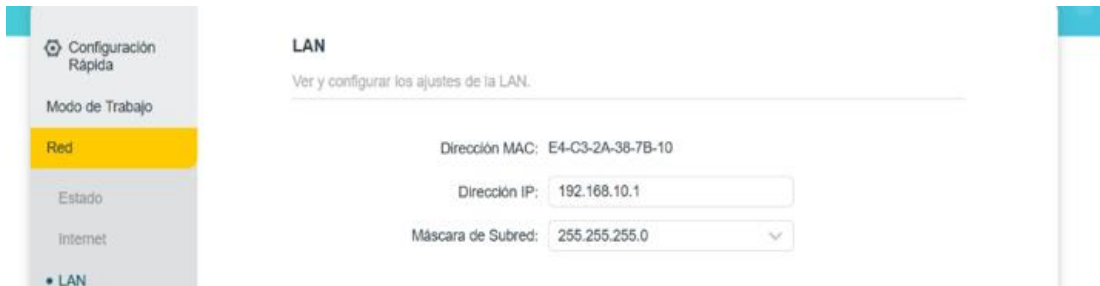 Configuración
Rápida
Modo de Trabajo
Red
Estado
Internet
• LAN
LAN
Ver y configurar los ajustes de la LAN.
Dirección MAC: E4-C3-2A-38-7B-10
Dirección IP: 192.168.10.1
Máscara de Subred: 255.255.255.0